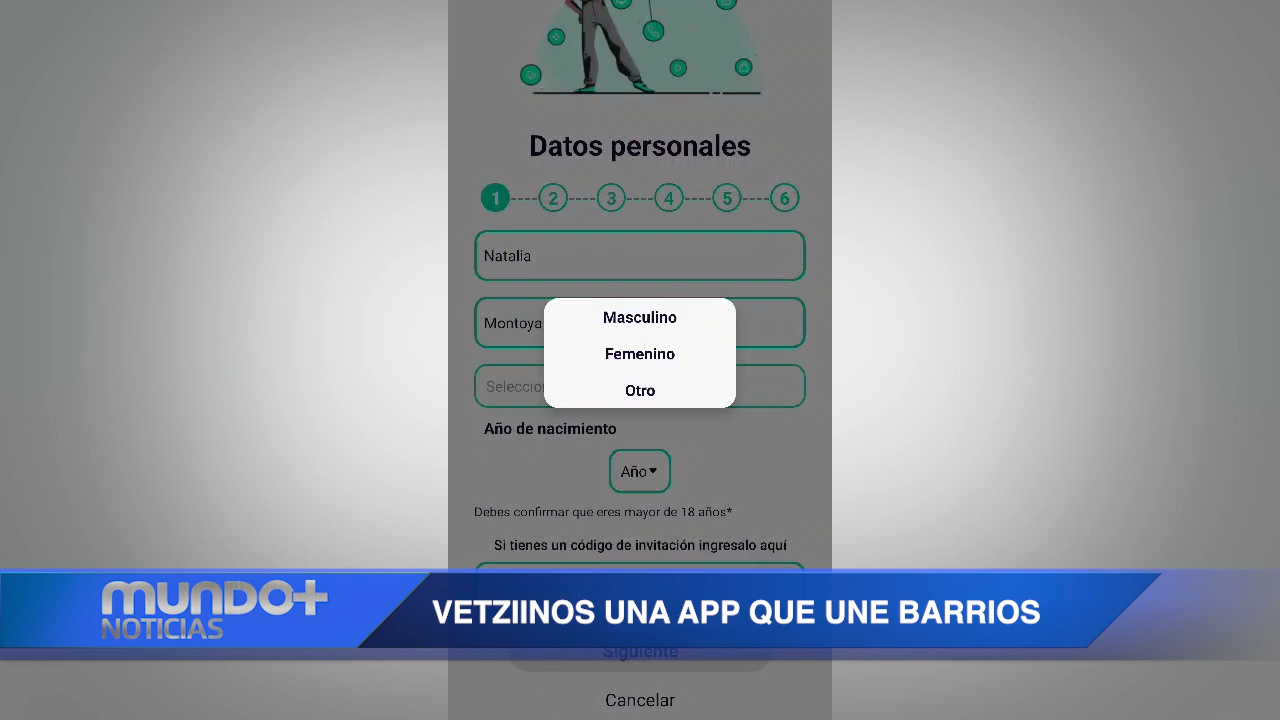 Datos personales
1 2 3 4 5 6
Natalia
Montoya
Masculino
Femenino
Otro
Seleccion
Año de nacimiento
Año
Debes confirmar que eres mayor de 18 años*
Si tienes un código de invitación ingresalo aquí
MUNDO+
NOTICIAS
VETZIINOS UNA APP QUE UNE BARRIOS
Siguiente
Cancelar